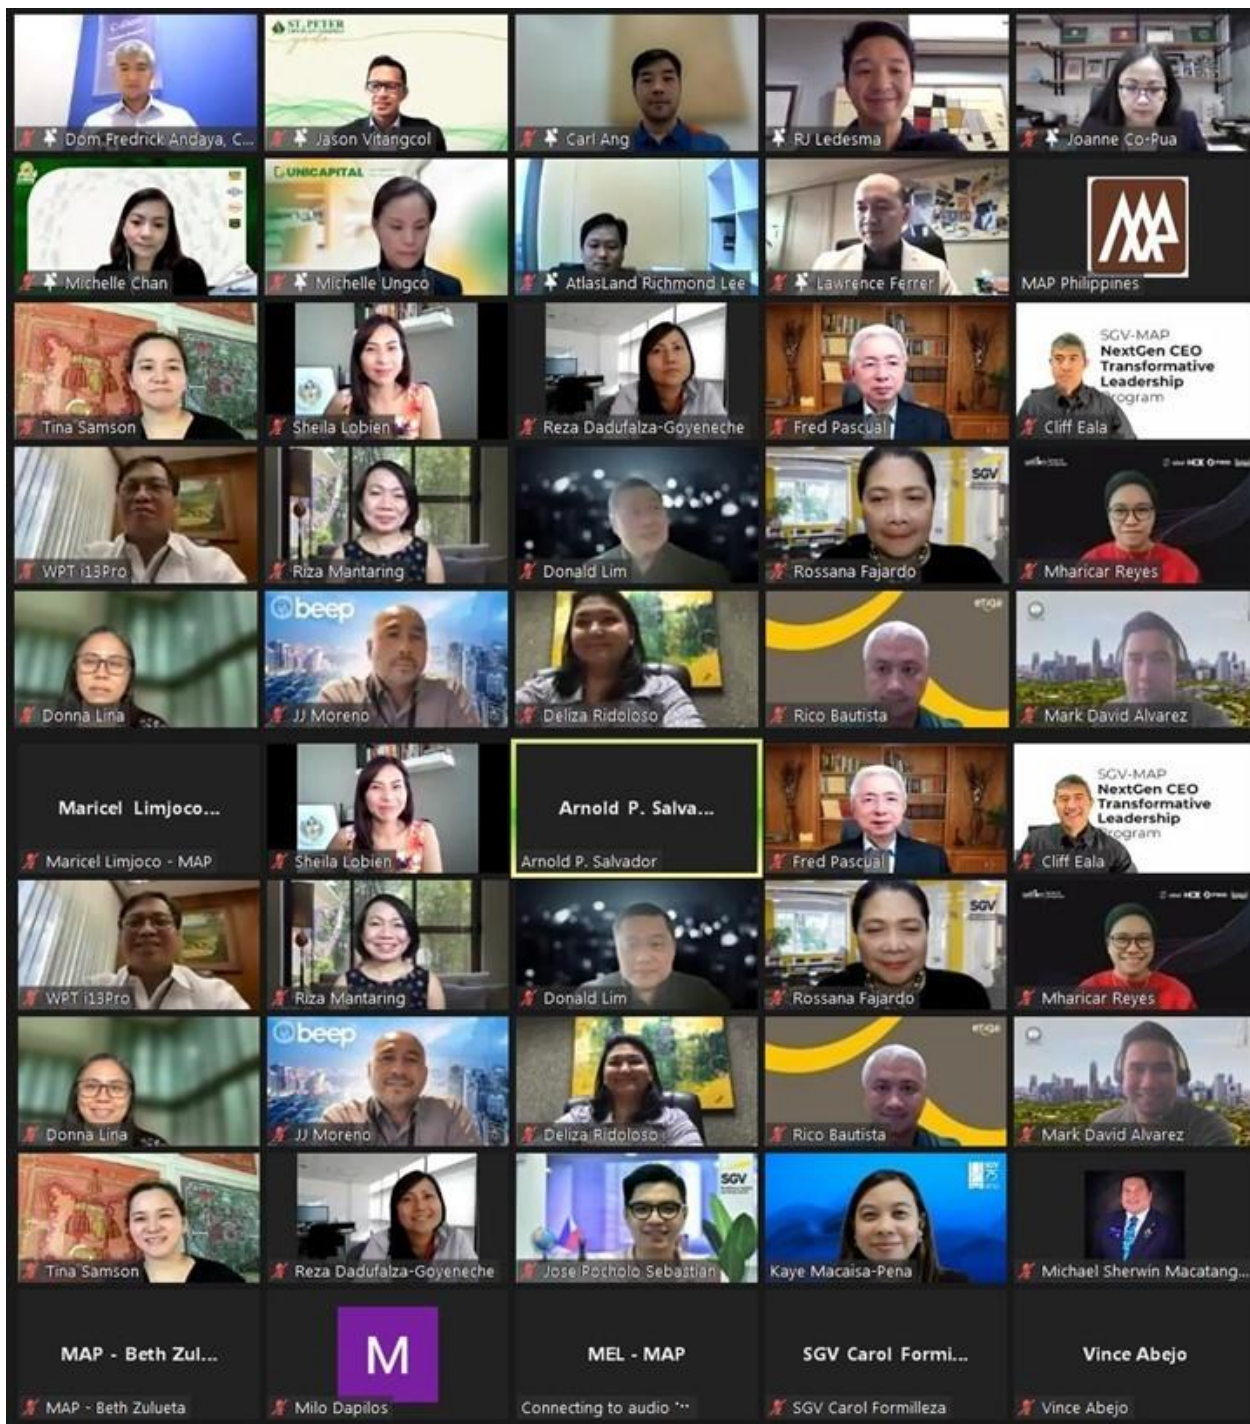 Dom Fredrick Andaya, C...
ST. PETER
Jason Vitangcol
Carl Ang
RJ Ledesma
Joanne Co-Pua
Michelle Chan
UNICAPITAL
Michelle Ungco
AtlasLand Richmond Lee
Lawrence Ferrer
MAP
MAP Philippines
Tina Samson
Sheila Lobien
Reza Dadufalza-Goyeneche
Fred Pascual
SGV-MAP
NextGen CEO
Transformative
Leadership
Program
Cliff Eala
WPT i13Pro
Riza Mantaring
Donald Lim
SGV
Rossana Fajardo
Mharicar Reyes
Donna Lina
beep
JJ Moreno
Deliza Ridoloso
etiqa
Rico Bautista
Mark David Alvarez
Maricel Limjoco...
Maricel Limjoco - MAP
Sheila Lobien
Arnold P. Salva...
Arnold P. Salvador
Fred Pascual
SGV-MAP
NextGen CEO
Transformative
Leadership
Program
Cliff Eala
WPT i13Pro
Riza Mantaring
Donald Lim
SGV
Rossana Fajardo
Mharicar Reyes
Donna Lina
beep
JJ Moreno
Deliza Ridoloso
etiqa
Rico Bautista
Mark David Alvarez
Tina Samson
Reza Dadufalza-Goyeneche
SGV
Jose Pocholo Sebastian
SGV
75
Kaye Macaisa-Pena
Michael Sherwin Macatang...
MAP - Beth Zul...
MAP - Beth Zulueta
M
Milo Dapilos
MEL - MAP
Connecting to audio
SGV Carol Formi...
SGV Carol Formilleza
Vince Abejo
Vince Abejo